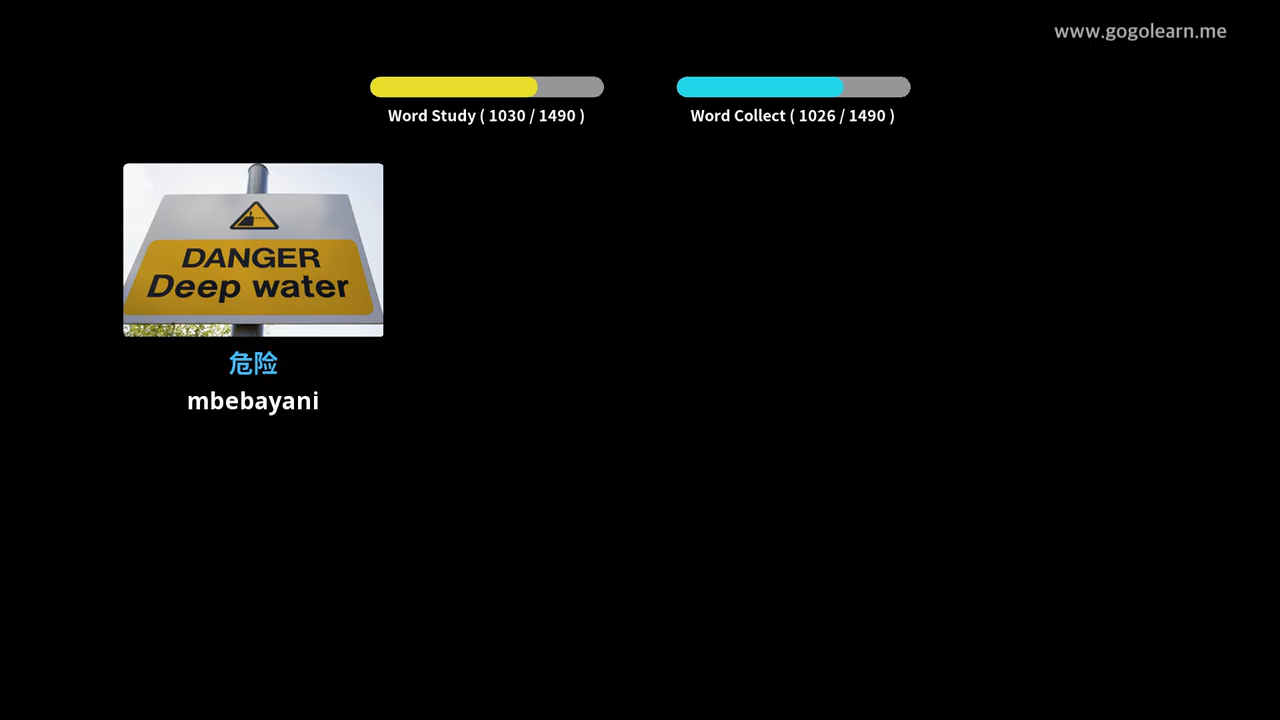 www.gogolearn.me
Word Study ( 1030 / 1490 )
Word Collect ( 1026 / 1490 )
DANGER
Deep water
危险
mbebayani